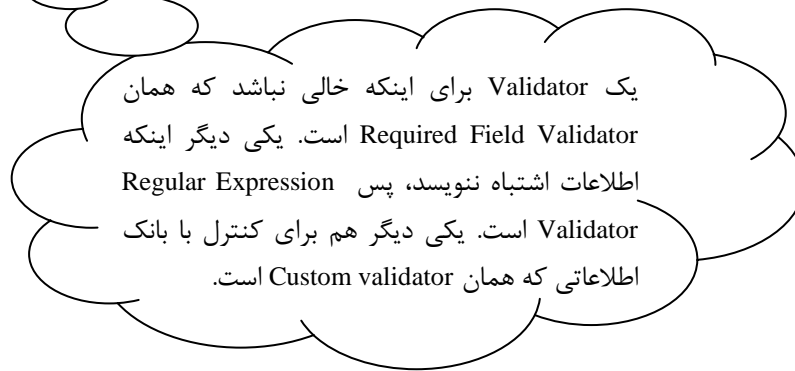 یک Validator برای اینکه خالی نباشد که همان
Required Field Validator است. یکی دیگر اینکه
اطلاعات اشتباه ننویسد، پس Regular Expression
Validator است. یکی دیگر هم برای کنترل با بانک
اطلاعاتی که همان Custom validator است.